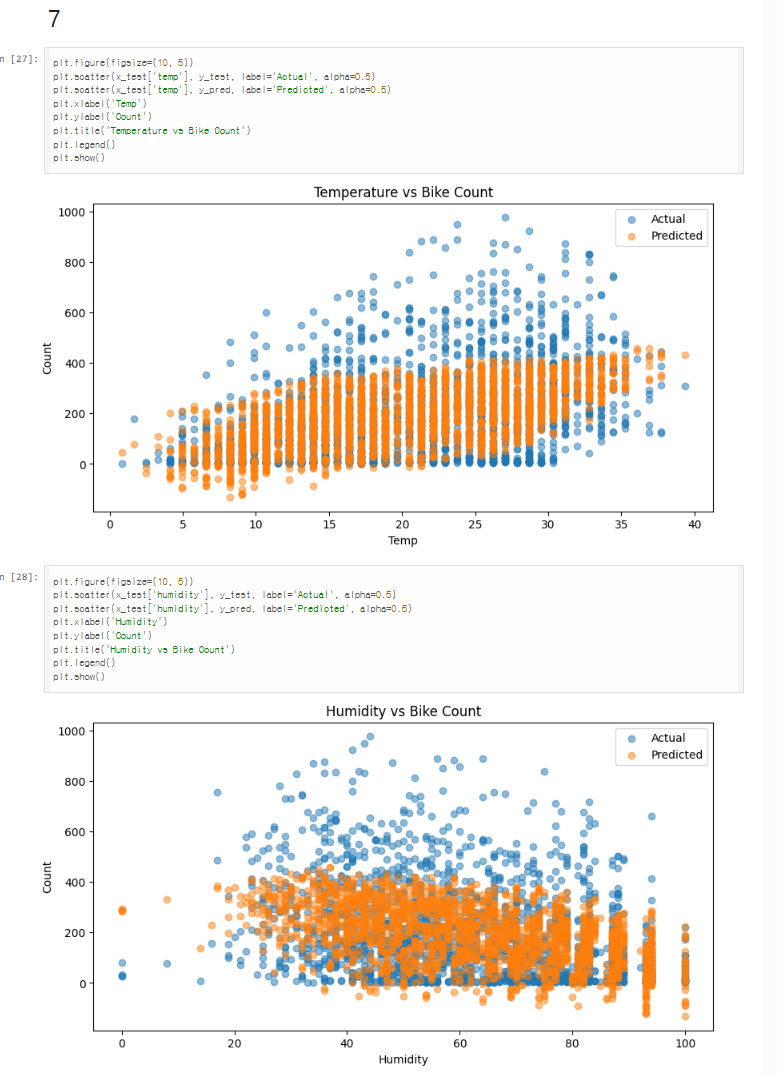 7
n [27]:
plt.figure(figsize=(10, 5))
plt.scatter(x_test['temp'], y_test, label='Actual', alpha=0.5)
plt.scatter(x_test['temp'], y_pred, label='Predicted', alpha=0.5)
plt.xlabel('Temp')
plt.ylabel('Count')
plt.title('Temperature vs Bike Count')
plt.legend()
plt.show()
Temperature vs Bike Count
Actual
Predicted
1000
800
600
400
200
0
Count
0 5 10 15 20 25 30 35 40
Temp
n [28]:
plt.figure(figsize=(10, 5))
plt.scatter(x_test['humidity'], y_test, label='Actual', alpha=0.5)
plt.scatter(x_test['humidity'], y_pred, label='Predicted', alpha=0.5)
plt.xlabel('Humidity')
plt.ylabel('Count')
plt.title('Humidity vs Bike Count')
plt.legend()
plt.show()
Humidity vs Bike Count
Actual
Predicted
1000
800
600
400
200
0
Count
0 20 40 60 80 100
Humidity